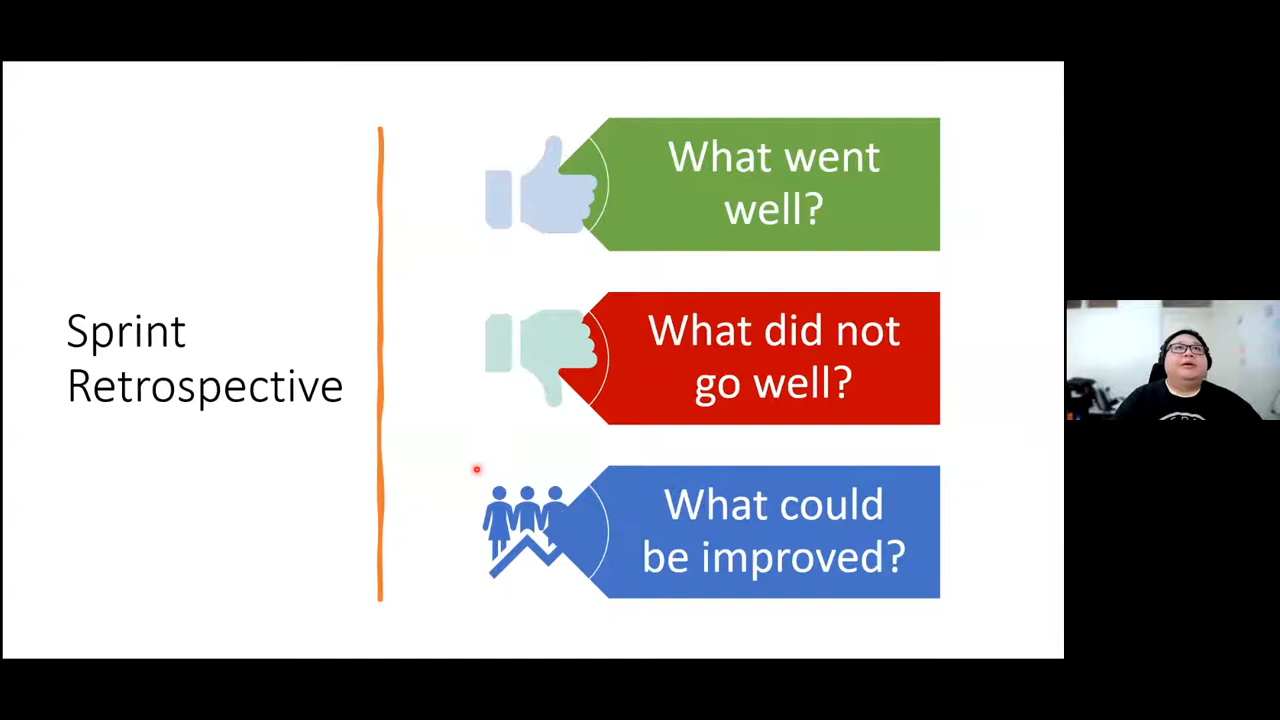 Sprint
Retrospective
What went
well?
What did not
go well?
What could
be improved?